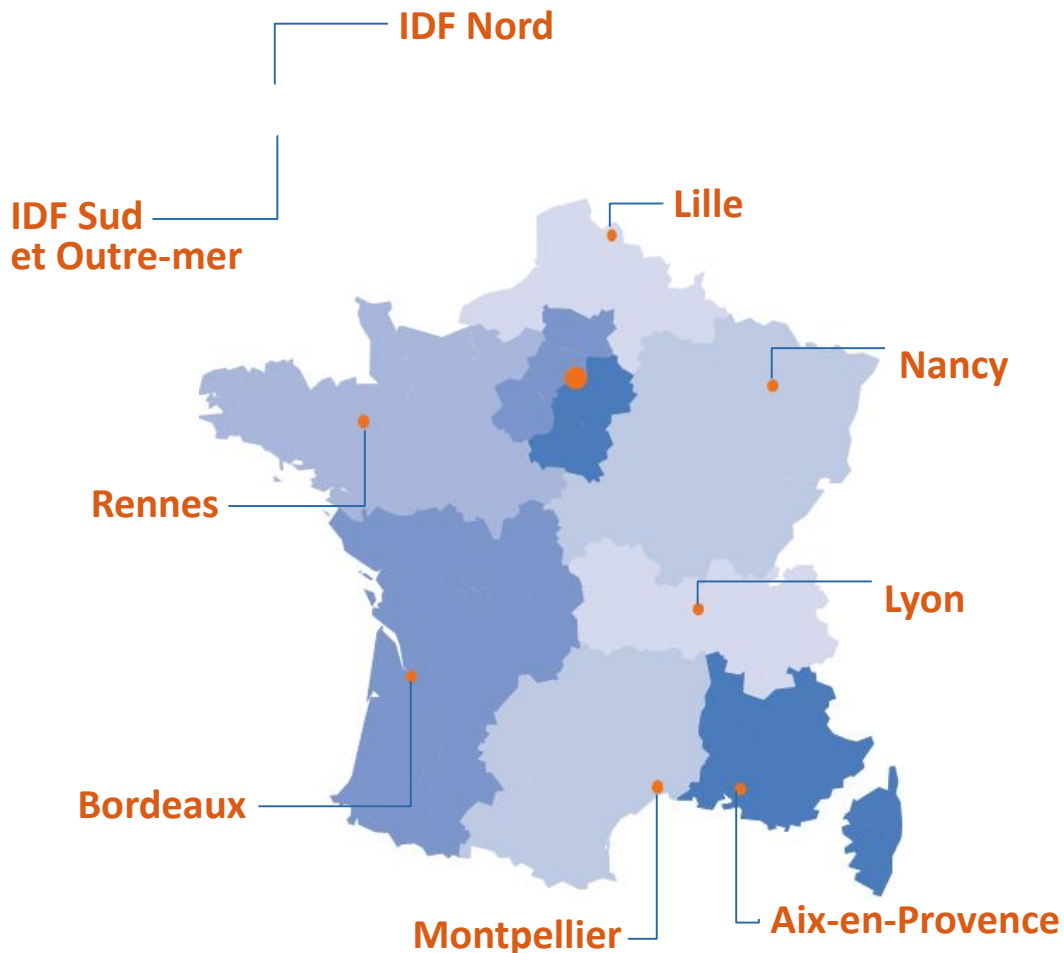 IDF Nord
IDF Sud
et Outre-mer
Lille
Nancy
Rennes
Lyon
Bordeaux
Montpellier
Aix-en-Provence